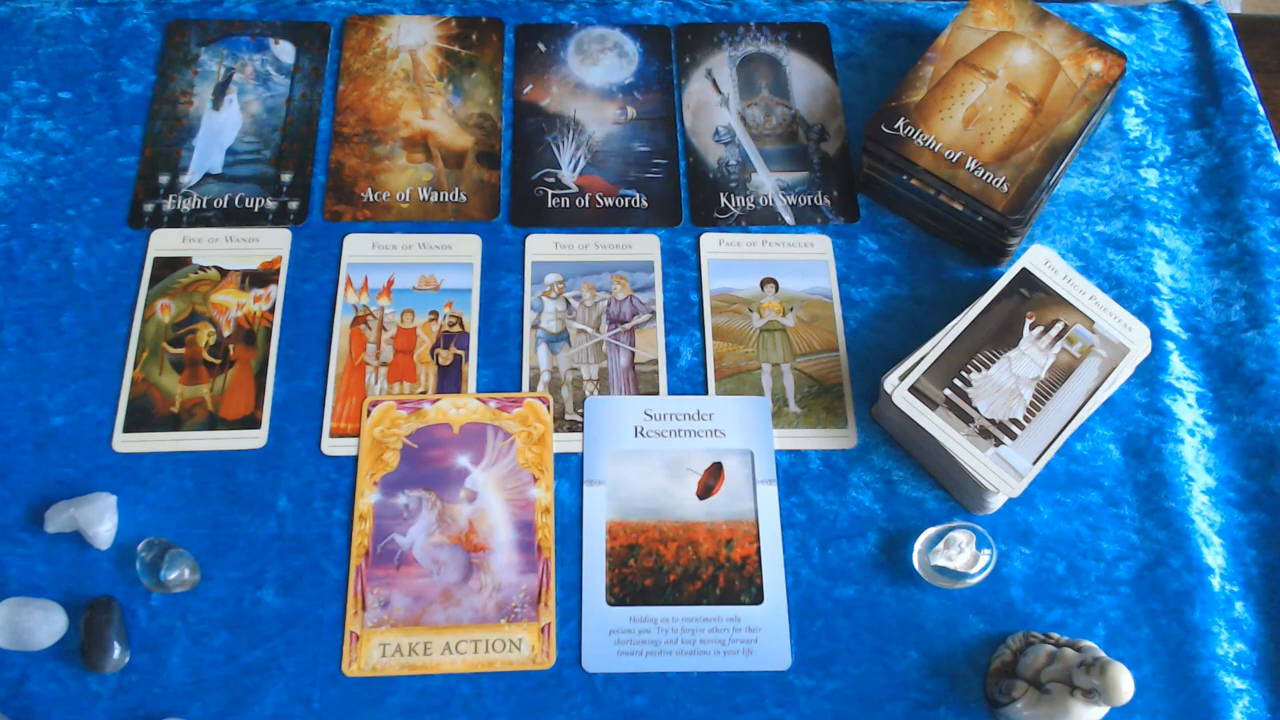 Eight of Cups
Ace of Wands
Ten of Swords
King of Swords
Knight of Wands
FIVE OF WANDS
FOUR OF WANDS
TWO OF SWORDS
PAGE OF PENTACLES
THE HIGH PRIESTESS
TAKE ACTION
Surrender
Resentments
Holding on to resentments only
poisons you. Try to forgive others for their
shortcomings and keep moving forward
toward positive situations in your life.